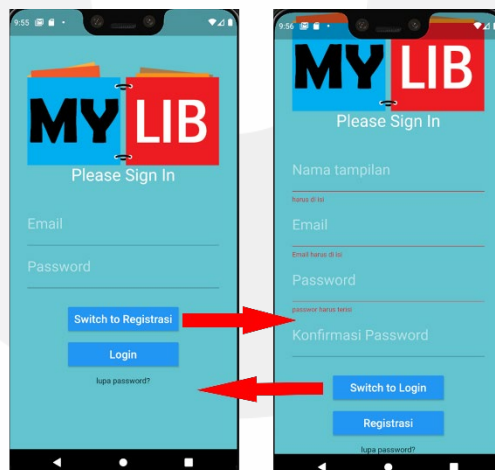 9:55
MY LIB
Please Sign In
Email
Password
Switch to Registrasi
Login
lupa password?
9:56
MY LIB
Please Sign In
Nama tampilan
harus di isi
Email
Email harus di isi
Password
passwor harus terisi
Konfirmasi Password
Switch to Login
Registrasi
lupa password?